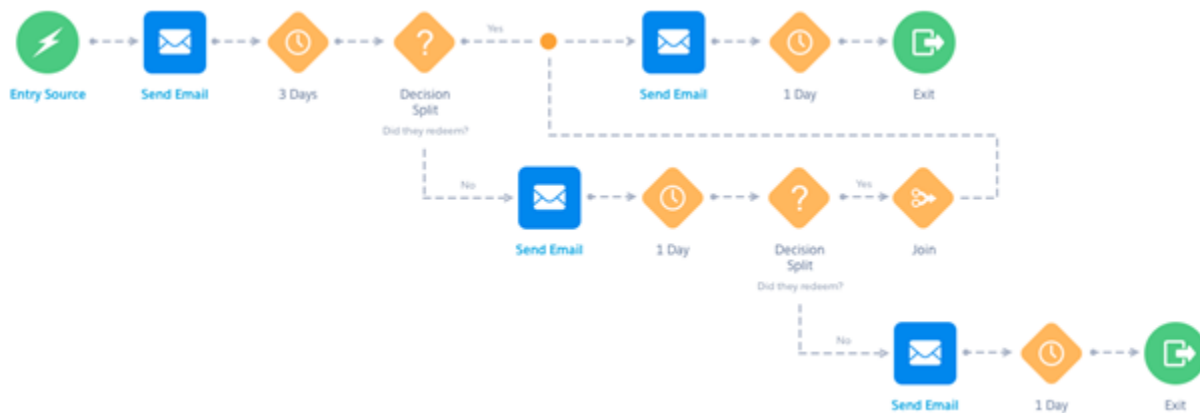 Yes
Entry Source
Send Email
3 Days
Decision
Split
Did they redeem?
Send Email
1 Day
Exit
No
Yes
Send Email
1 Day
Decision
Split
Did they redeem?
Join
No
Send Email
1 Day
Exit